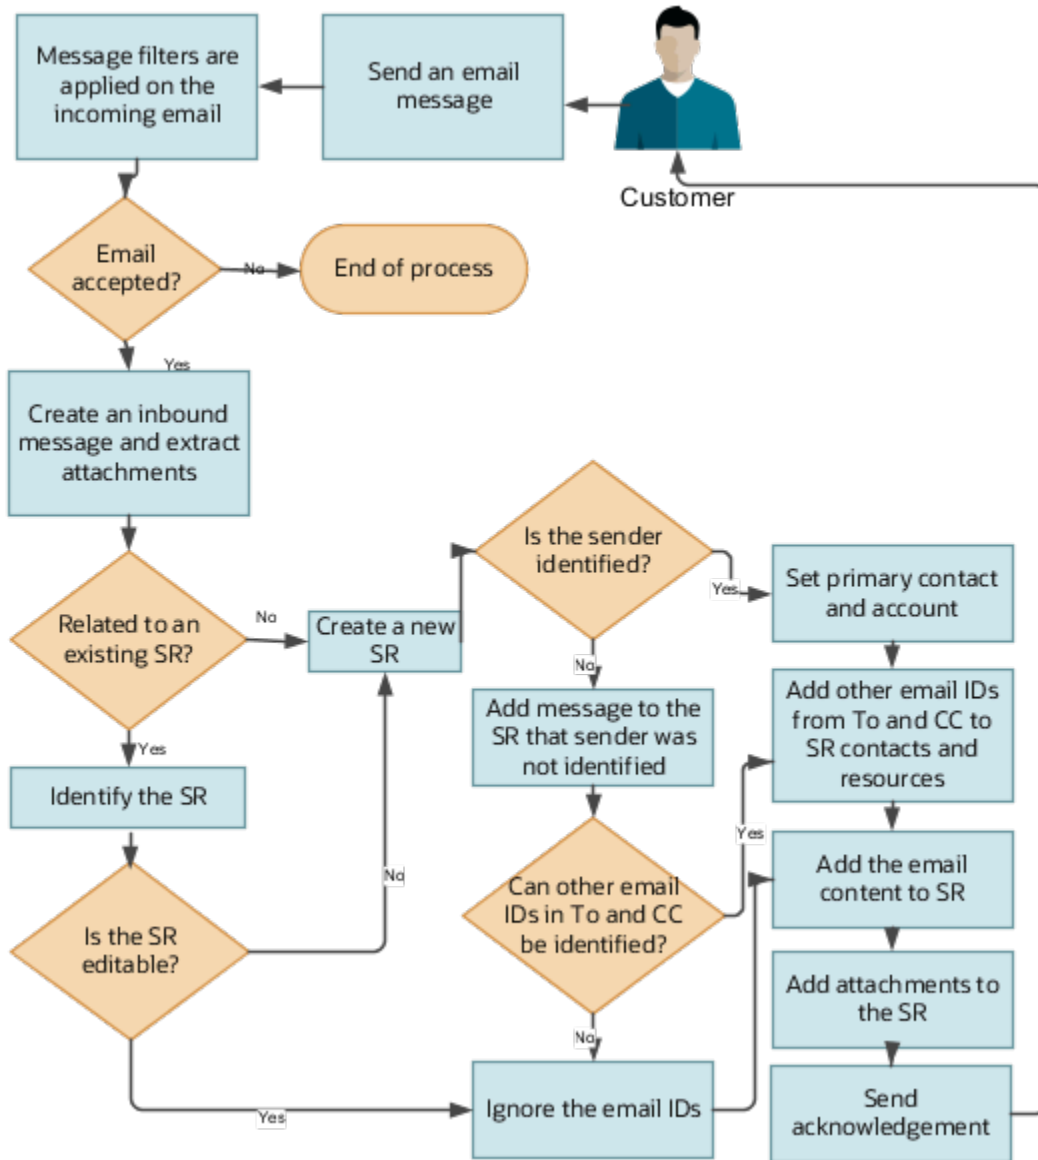 Message filters are
applied on the
incoming email
Send an email
message
Customer
Email
accepted?
No
End of process
Yes
Create an inbound
message and extract
attachments
Related to an
existing SR?
No
Create a new
SR
Is the sender
identified?
Yes
Set primary contact
and account
No
Add message to the
SR that sender was
not identified
Add other email IDs
from To and CC to
SR contacts and
resources
Yes
Identify the SR
Yes
Can other email
IDs in To and CC
be identified?
Add the email
content to SR
No
Is the SR
editable?
Add attachments to
the SR
No
Yes
Ignore the email IDs
Send
acknowledgement